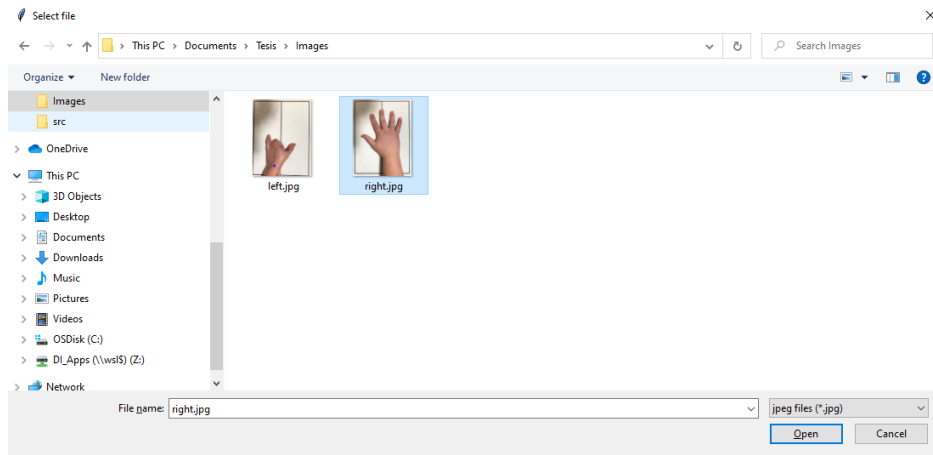 Select file
This PC > Documents > Tesis > Images
Search Images
Organize
New folder
Images
src
OneDrive
This PC
3D Objects
Desktop
Documents
Downloads
Music
Pictures
Videos
OSDisk (C:)
DI_Apps (\\wsl$) (Z:)
Network
left.jpg
right.jpg
File name: right.jpg
jpeg files (*.jpg)
Open
Cancel